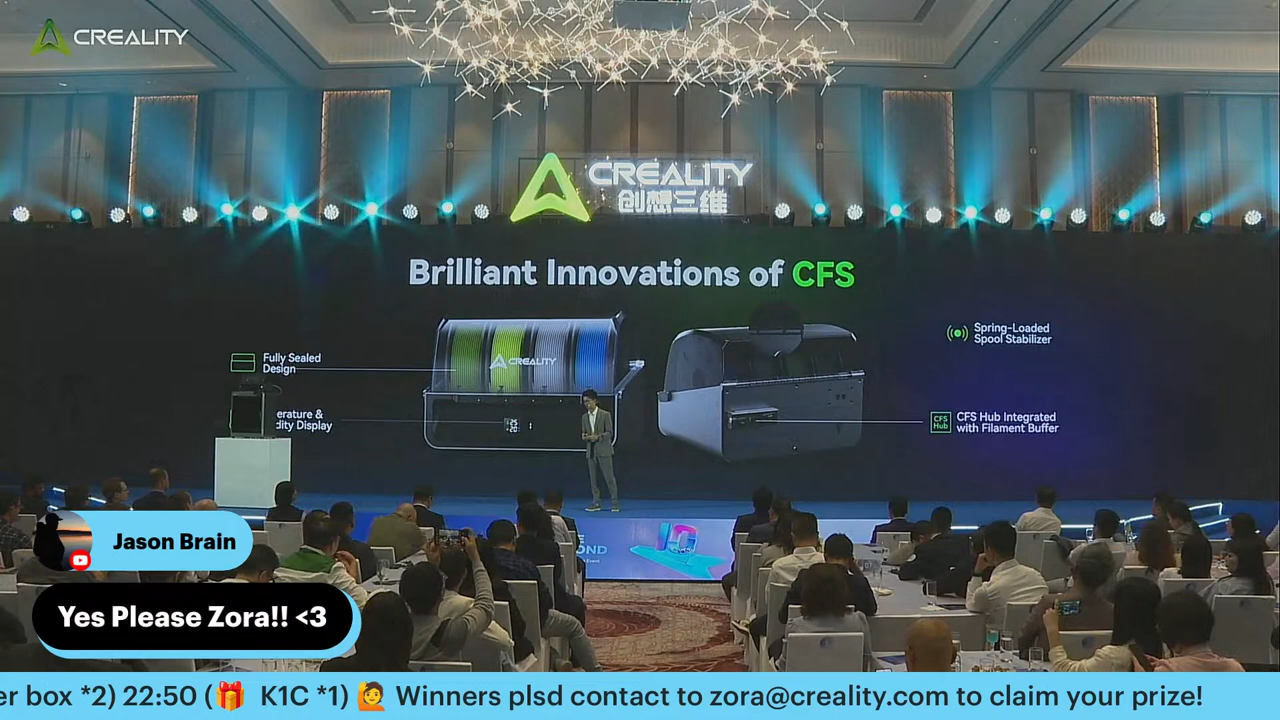 CREALITY
CREALITY
创想三维
Brilliant Innovations of CFS
Fully Sealed
Design
CREALITY
Spring-Loaded
Spool Stabilizer
erature &
dity Display
CFS
Hub
CFS Hub Integrated
with Filament Buffer
Jason Brain
Yes Please Zora!! <3
er box *2) 22:50 (🎁 K1C *1) 🙋 Winners plsd contact to zora@creality.com to claim your prize!